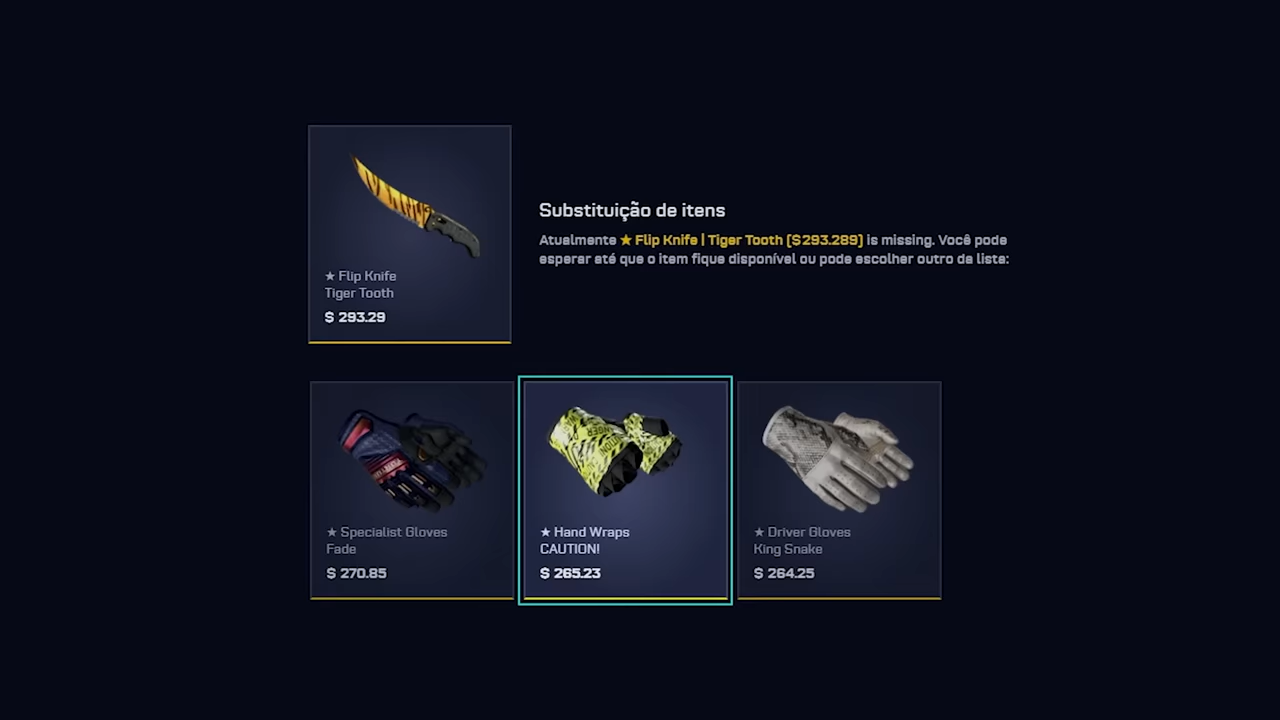 Substituição de itens
Atualmente ★ Flip Knife | Tiger Tooth ($293.289) is missing. Você pode
esperar até que o item fique disponível ou pode escolher outro da lista:
★ Flip Knife
Tiger Tooth
$ 293.29
★ Specialist Gloves
Fade
$ 270.85
★ Hand Wraps
CAUTION!
$ 265.23
★ Driver Gloves
King Snake
$ 264.25